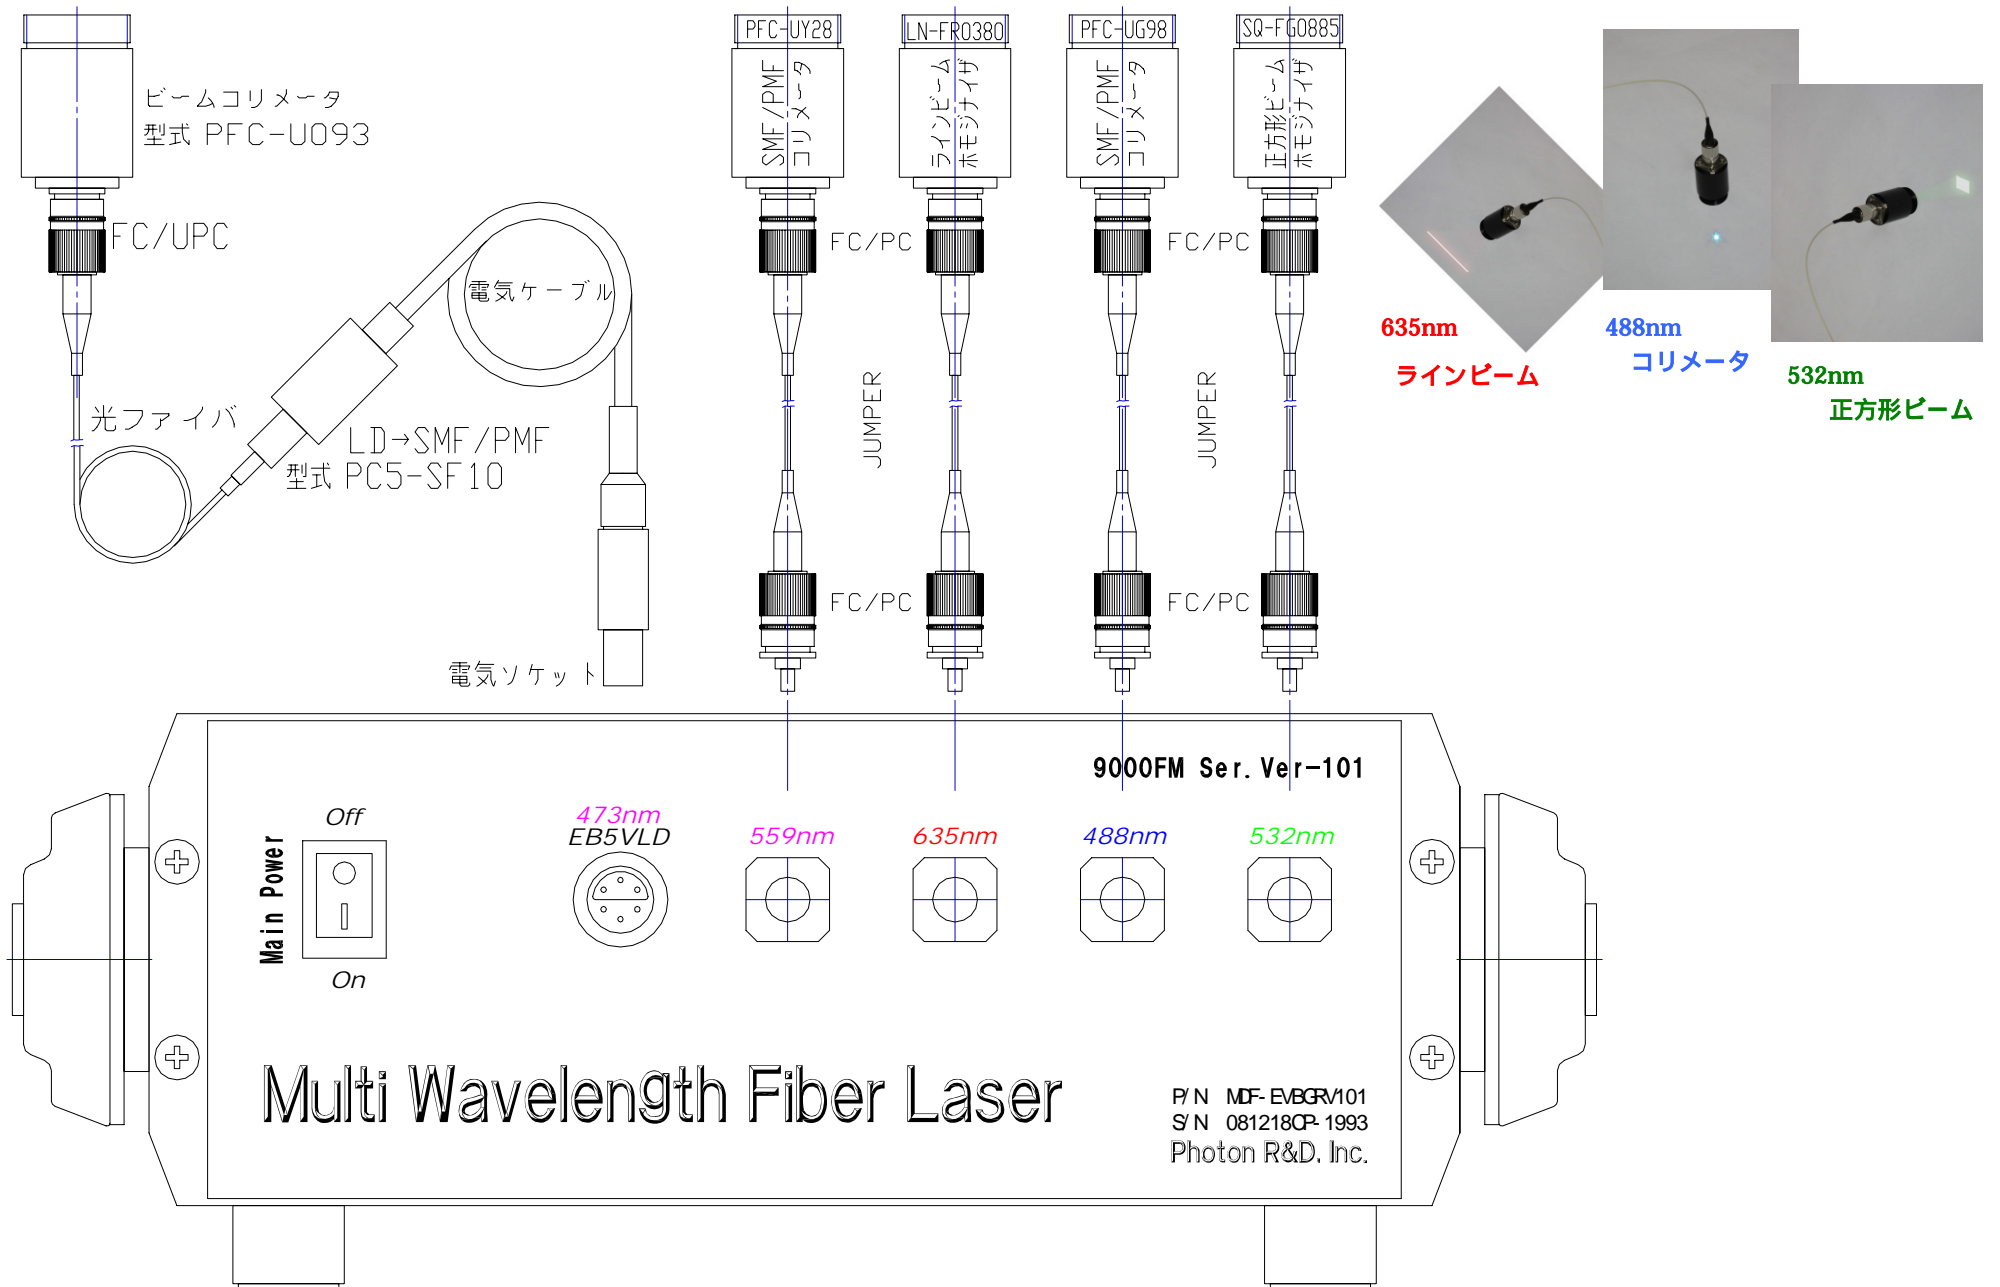 ビームコリメータ
型式 PFC-U093
FC/UPC
光ファイバ
LD→SMF/PMF
型式 PC5-SF10
電気ケーブル
電気ソケット
PFC-UY28
SMF/PMF
コリメータ
LN-FR0380
ラインビーム
ホモジナイザ
PFC-UG98
SMF/PMF
コリメータ
SQ-FG0885
正方形ビーム
ホモジナイザ
FC/PC
FC/PC
JUMPER
JUMPER
FC/PC
FC/PC
635nm
ラインビーム
488nm
コリメータ
532nm
正方形ビーム
9000FM Ser. Ver-101
Main Power
Off
On
473nm
EB5VLD
559nm
635nm
488nm
532nm
Multi Wavelength Fiber Laser
P/N MDF-EVBGRV101
S/N 081218OP-1993
Photon R&D, Inc.